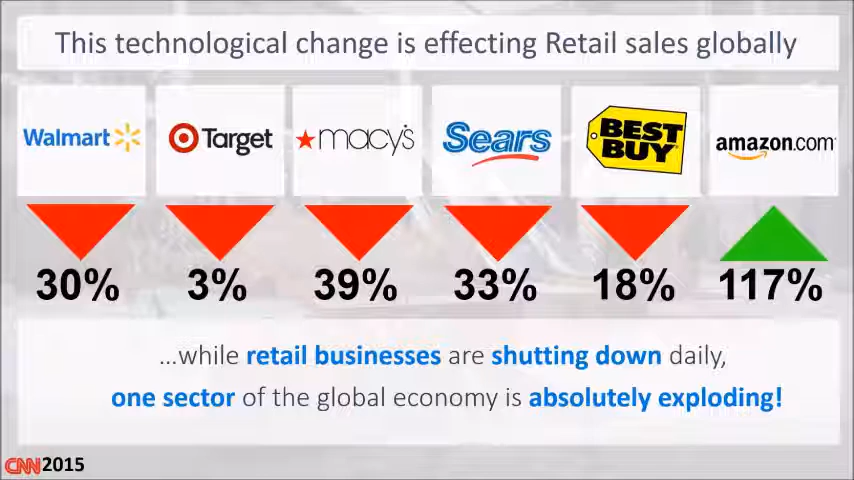 This technological change is effecting Retail sales globally
Walmart Target macy's Sears BEST BUY amazon.com
30% 3% 39% 33% 18% 117%
...while retail businesses are shutting down daily,
one sector of the global economy is absolutely exploding!
CNN 2015